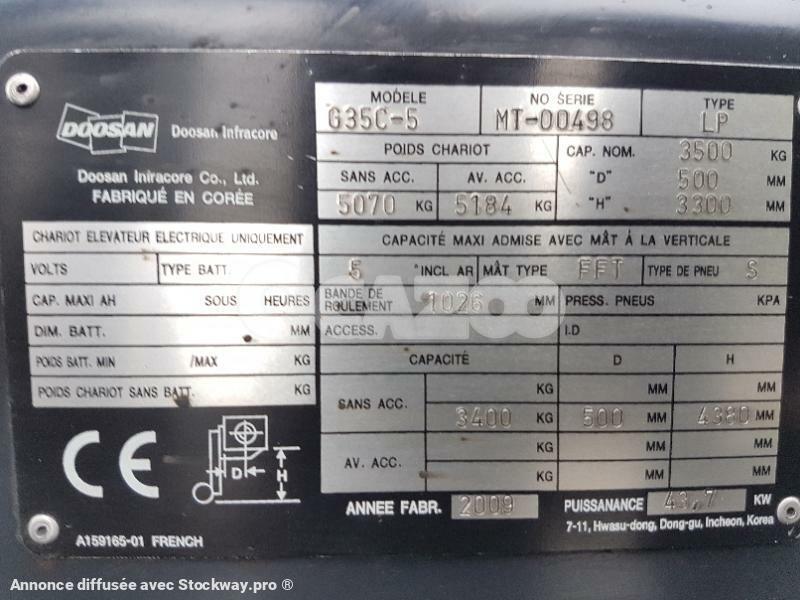 DOOSAN Doosan Infracore
Doosan Infracore Co., Ltd.
FABRIQUÉ EN CORÉE
MODELE NO SERIE TYPE
G35C-5 MT-00498 LP
POIDS CHARIOT CAP. NOM. 3500 KG
SANS ACC. AV. ACC. "D" 500 MM
5070 KG 5184 KG "H" 3300 MM
CHARIOT ELEVATEUR ELECTRIQUE UNIQUEMENT
VOLTS TYPE BATT.
CAP. MAXI AH SOUS HEURES
DIM. BATT. MM
POIDS BATT. MIN /MAX KG
POIDS CHARIOT SANS BATT. KG
CAPACITÉ MAXI ADMISE AVEC MÂT À LA VERTICALE
5 °INCL AR MÂT TYPE FFT TYPE DE PNEU S
BANDE DE ROULEMENT 1026 MM PRESS. PNEUS KPA
ACCESS. I.D
CAPACITÉ D H
SANS ACC. KG MM MM
3400 KG 500 MM 4380 MM
AV. ACC. KG MM MM
KG MM MM
CE
D H
ANNEE FABR. 2009 PUISSANANCE 43,7 KW
7-11, Hwasu-dong, Dong-gu, Incheon, Korea
A159165-01 FRENCH
Annonce diffusée avec Stockway.pro ®